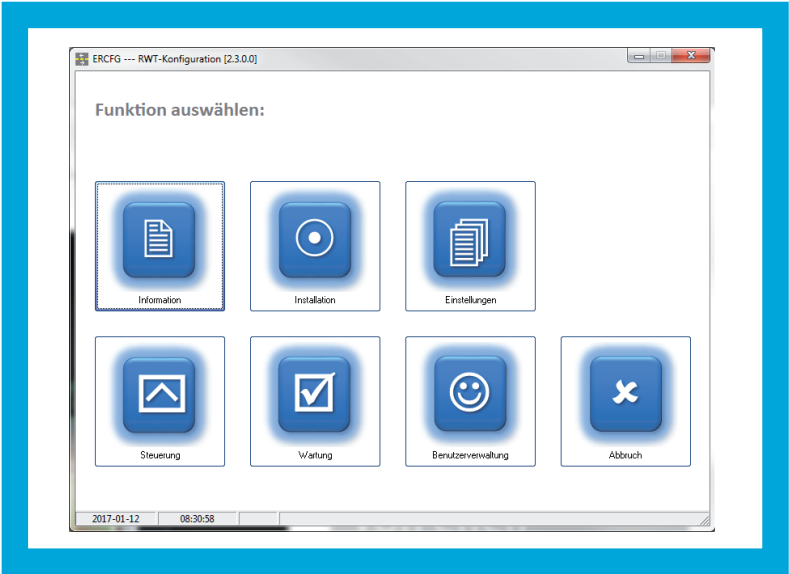 ERCFG --- RWT-Konfiguration [2.3.0.0]
Funktion auswählen:
Information Installation Einstellungen
Steuerung Wartung Benutzerverwaltung Abbruch
2017-01-12 08:30:58